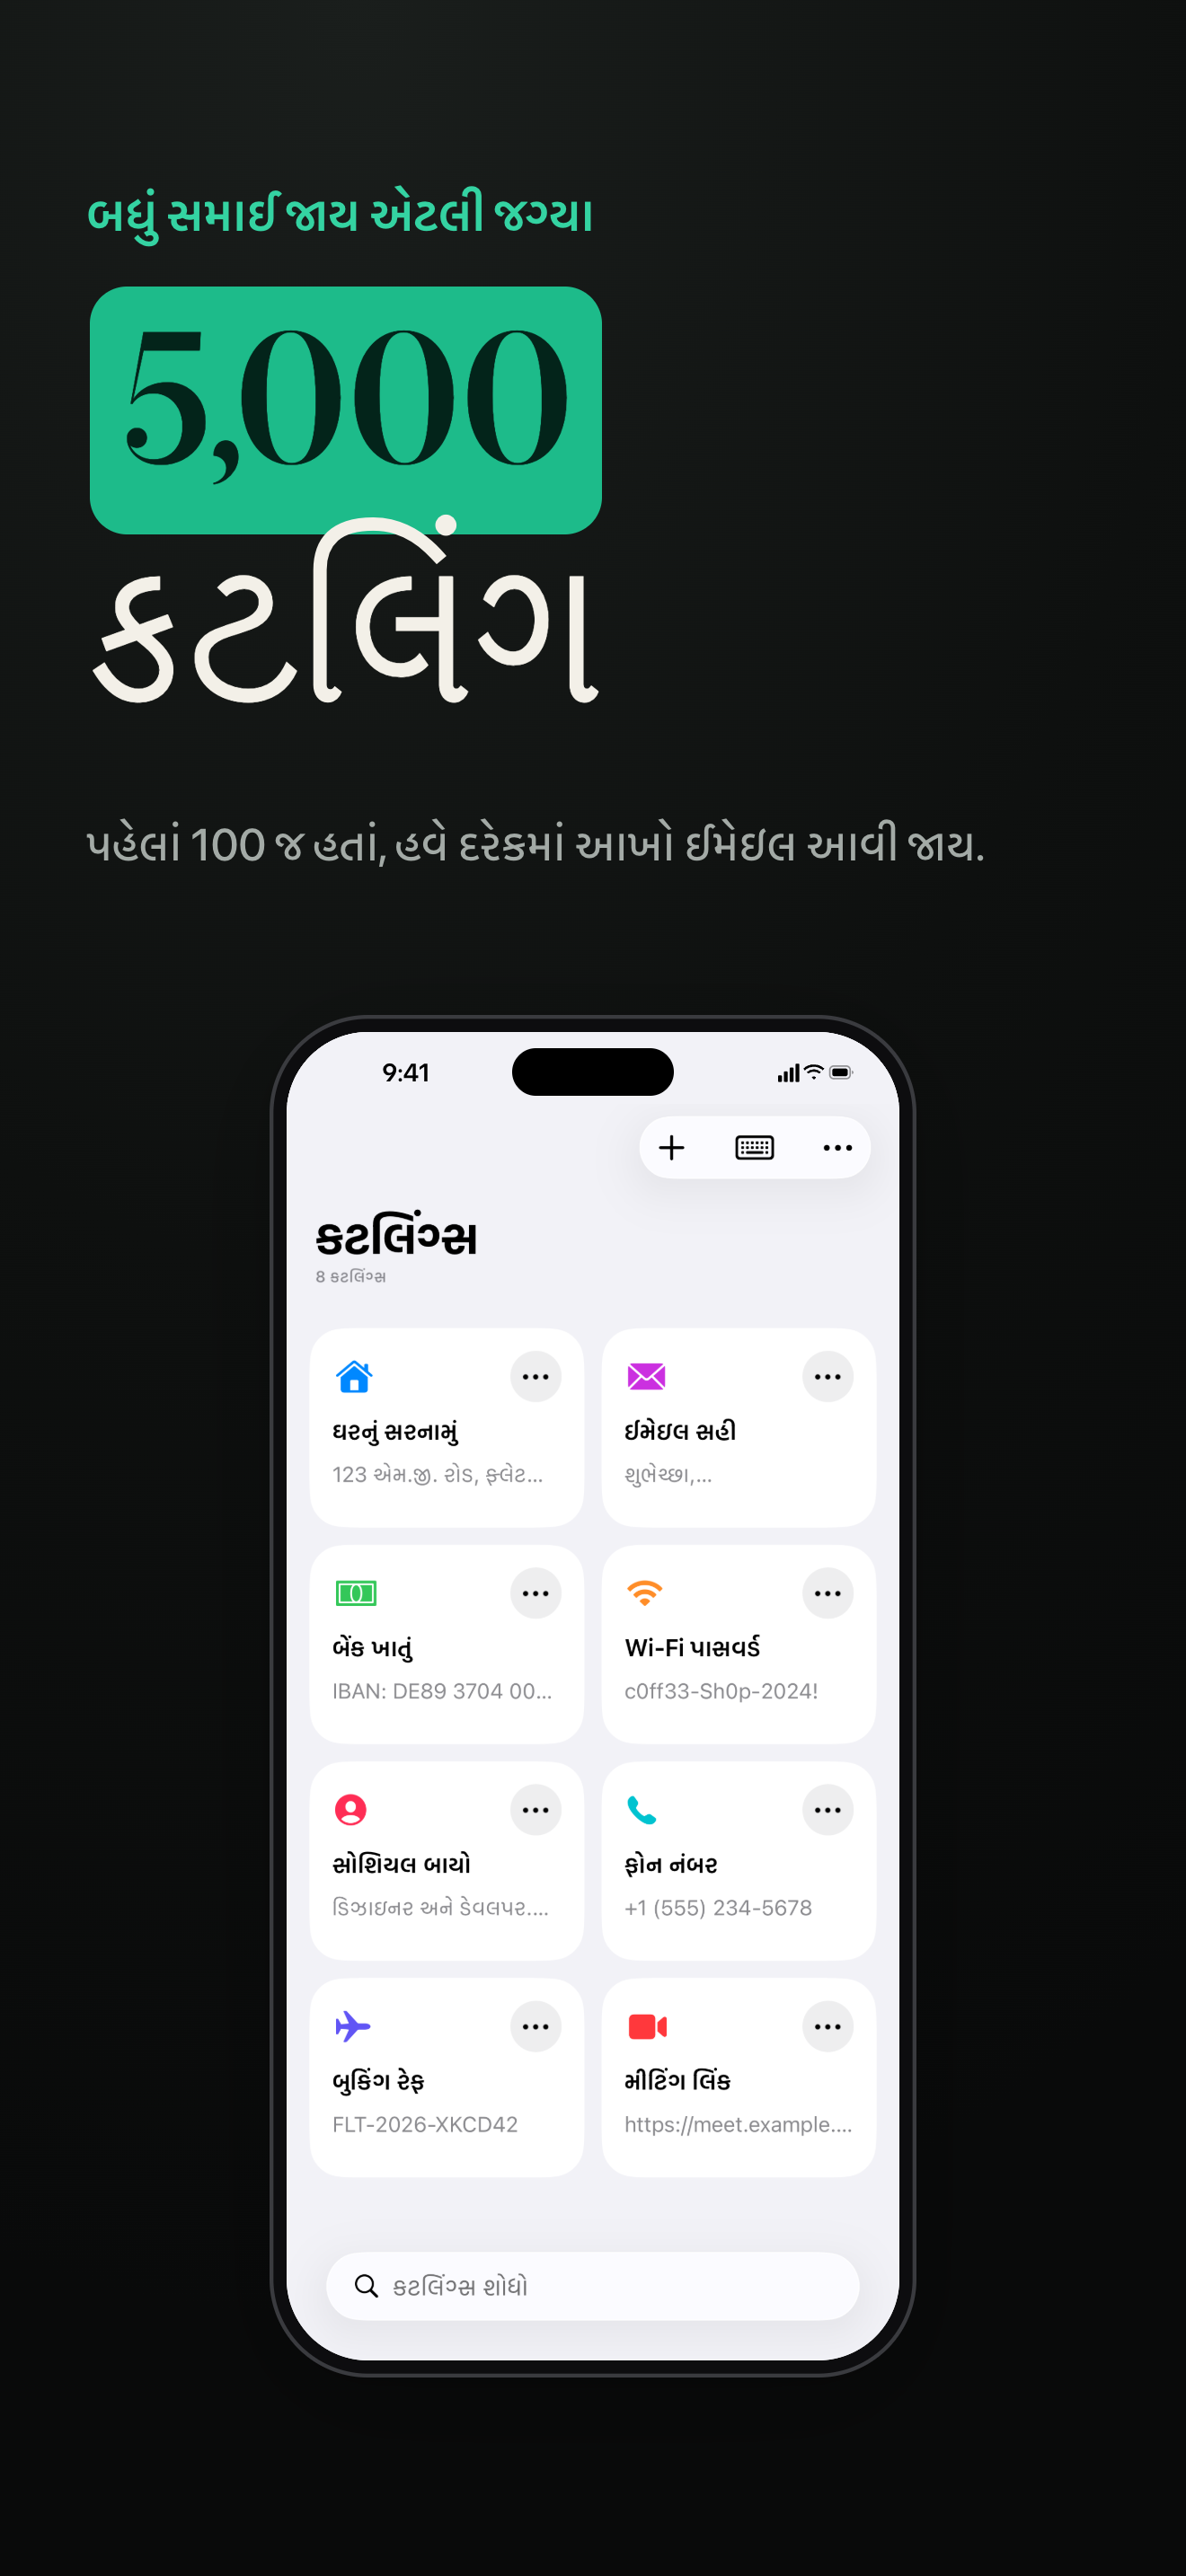 બધું સમાઈ જાય એટલી જગ્યા
5,000
કટલિંગ
પહેલાં 100 જ હતાં, હવે દરેકમાં આખો ઈમેઇલ આવી જાય.
9:41
કટલિંગ્સ
8 કટલિંગ્સ
ઘરનું સરનામું
123 એમ.જી. રોડ, ફ્લેટ...
ઈમેઇલ સહી
શુભેચ્છા,...
બેંક ખાતું
IBAN: DE89 3704 00...
Wi-Fi પાસવર્ડ
c0ff33-Sh0p-2024!
સોશિયલ બાયો
ડિઝાઇનર અને ડેવલપર....
ફોન નંબર
+1 (555) 234-5678
બુકિંગ રેફ
FLT-2026-XKCD42
મીટિંગ લિંક
https://meet.example....
કટલિંગ્સ શોધો